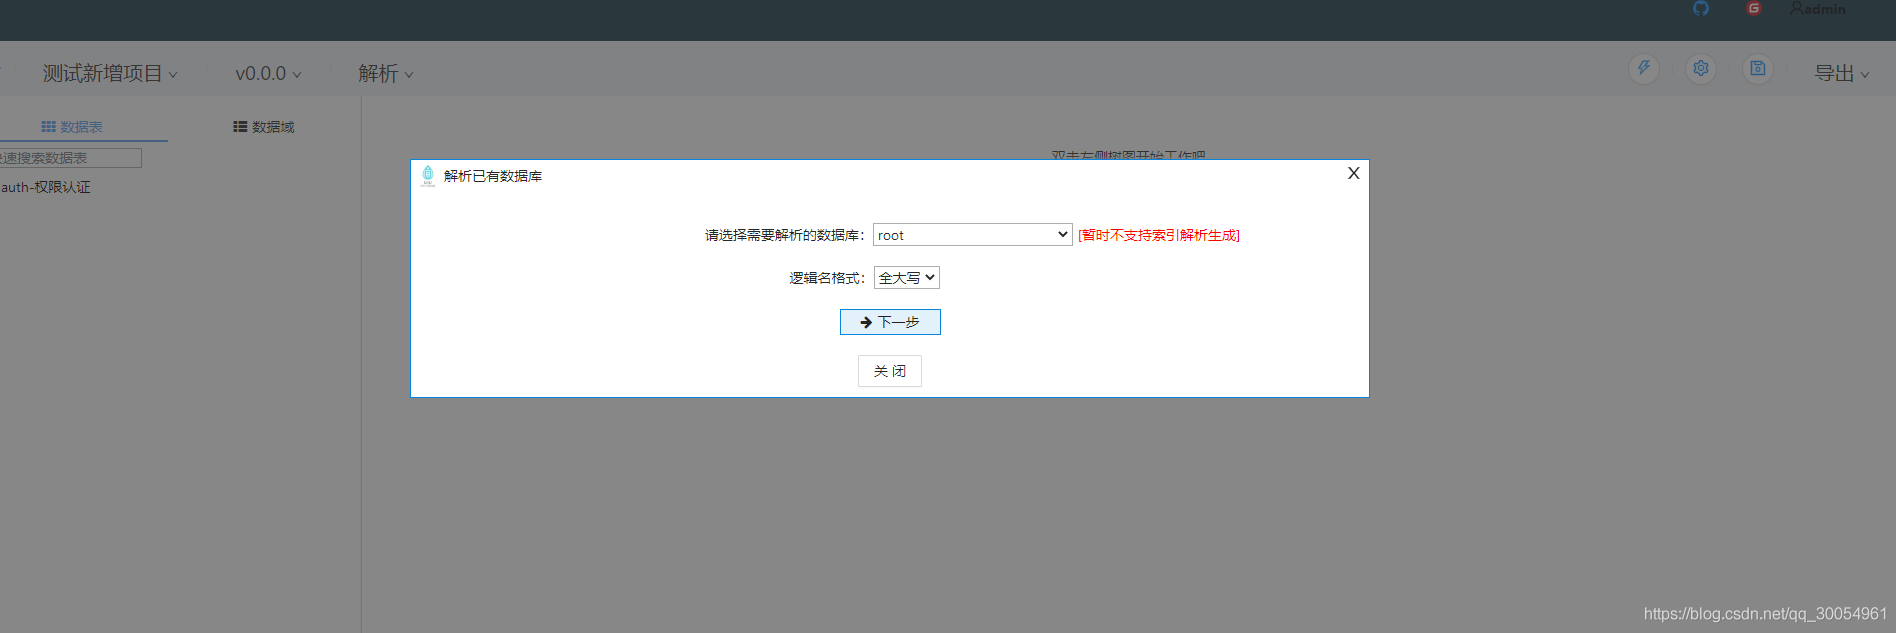 admin
测试新增项目
v0.0.0
解析
导出
数据表
数据域
速搜索数据表
auth-权限认证
双击左侧树图开始工作吧
解析已有数据库
X
请选择需要解析的数据库： root [暂时不支持索引解析生成]
逻辑名格式： 全大写
下一步
关 闭
https://blog.csdn.net/qq_30054961